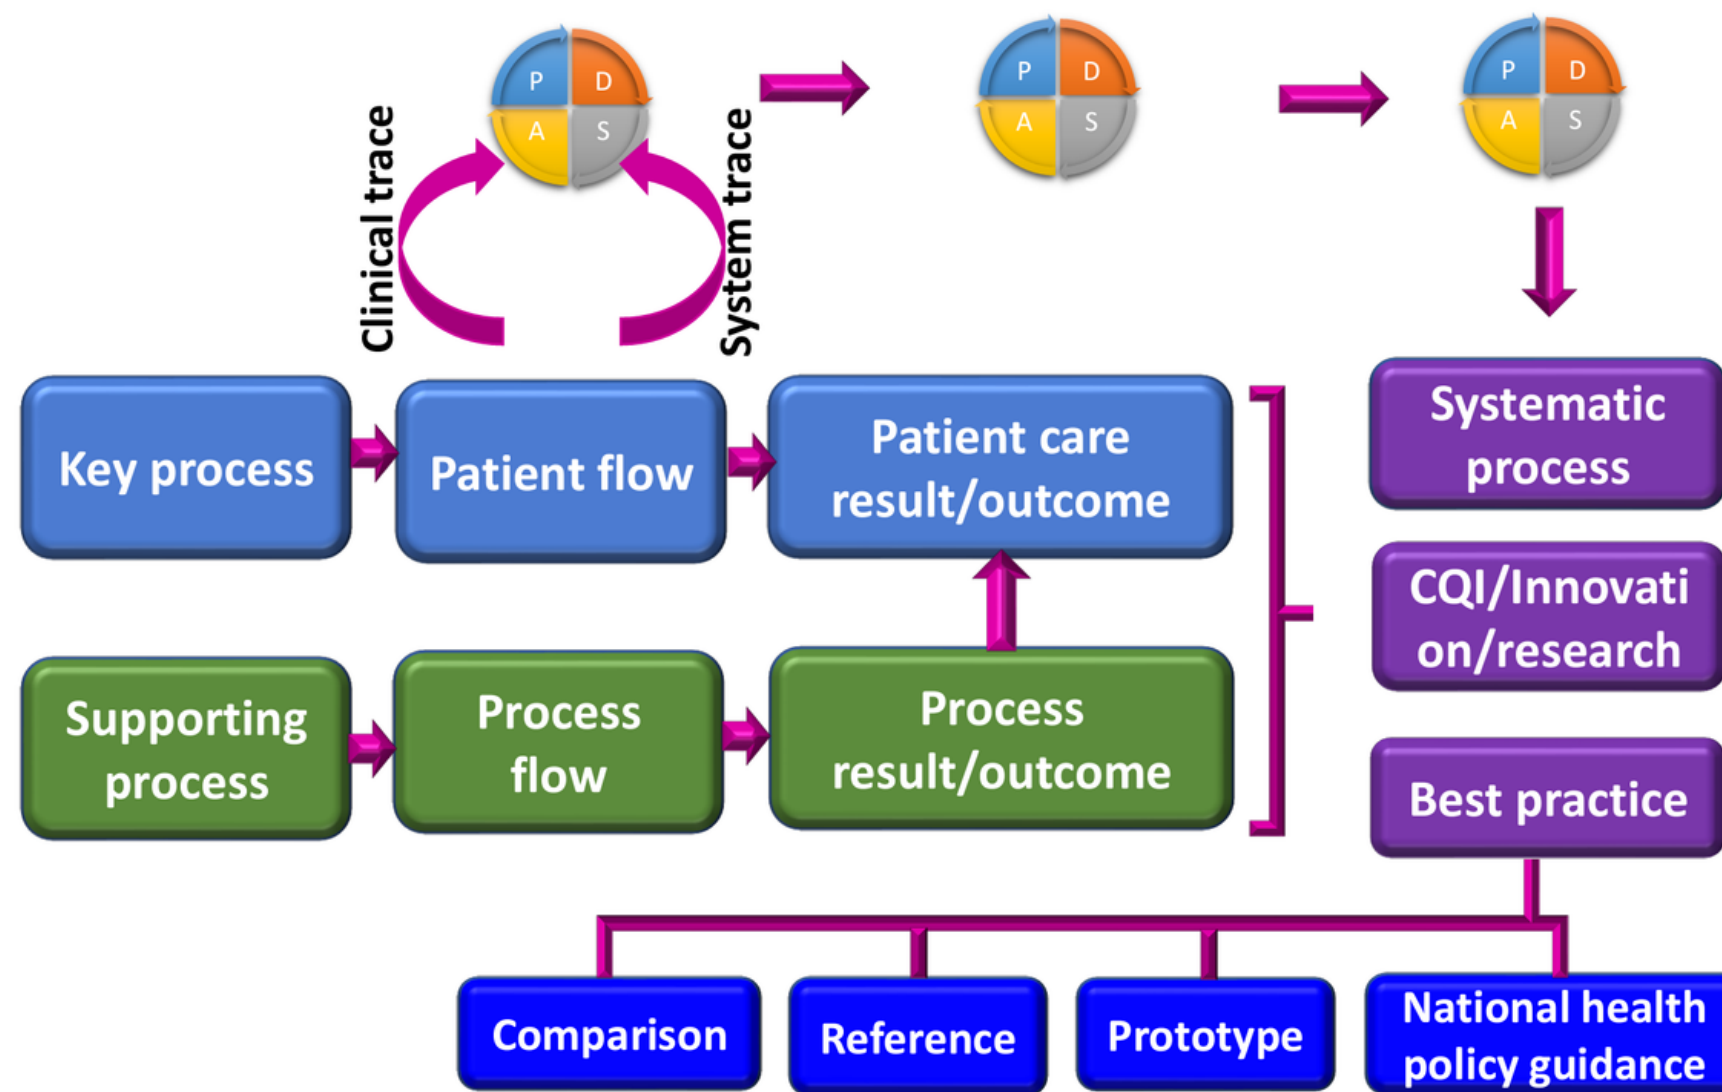 P D
A S
P D
A S
P D
A S
Clinical trace
System trace
Key process
Patient flow
Patient care
result/outcome
Systematic
process
Supporting
process
Process
flow
Process
result/outcome
CQI/Innovati
on/research
Best practice
Comparison
Reference
Prototype
National health
policy guidance